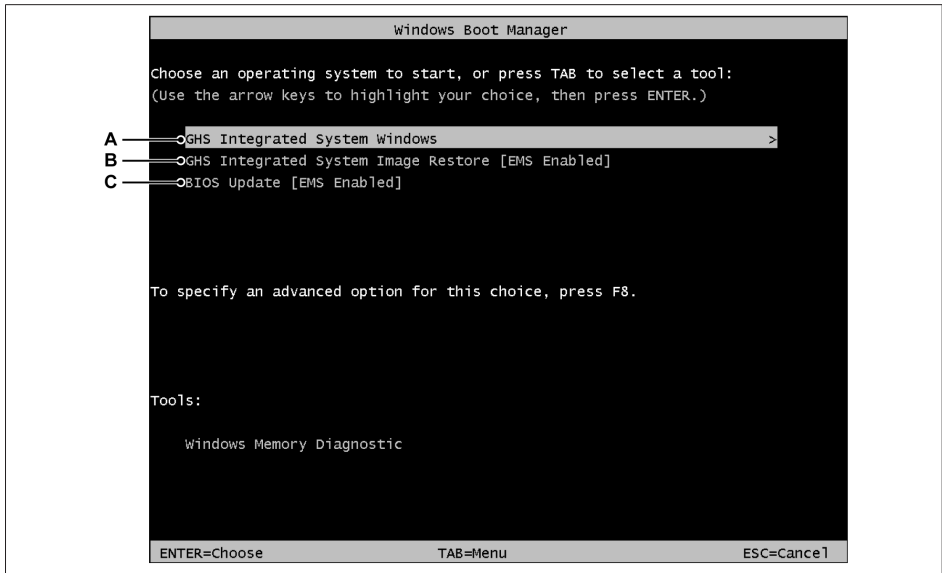 Windows Boot Manager
Choose an operating system to start, or press TAB to select a tool:
(Use the arrow keys to highlight your choice, then press ENTER.)
A GHS Integrated System Windows >
B GHS Integrated System Image Restore [EMS Enabled]
C BIOS Update [EMS Enabled]
To specify an advanced option for this choice, press F8.
Tools:
Windows Memory Diagnostic
ENTER=Choose TAB=Menu ESC=Cancel